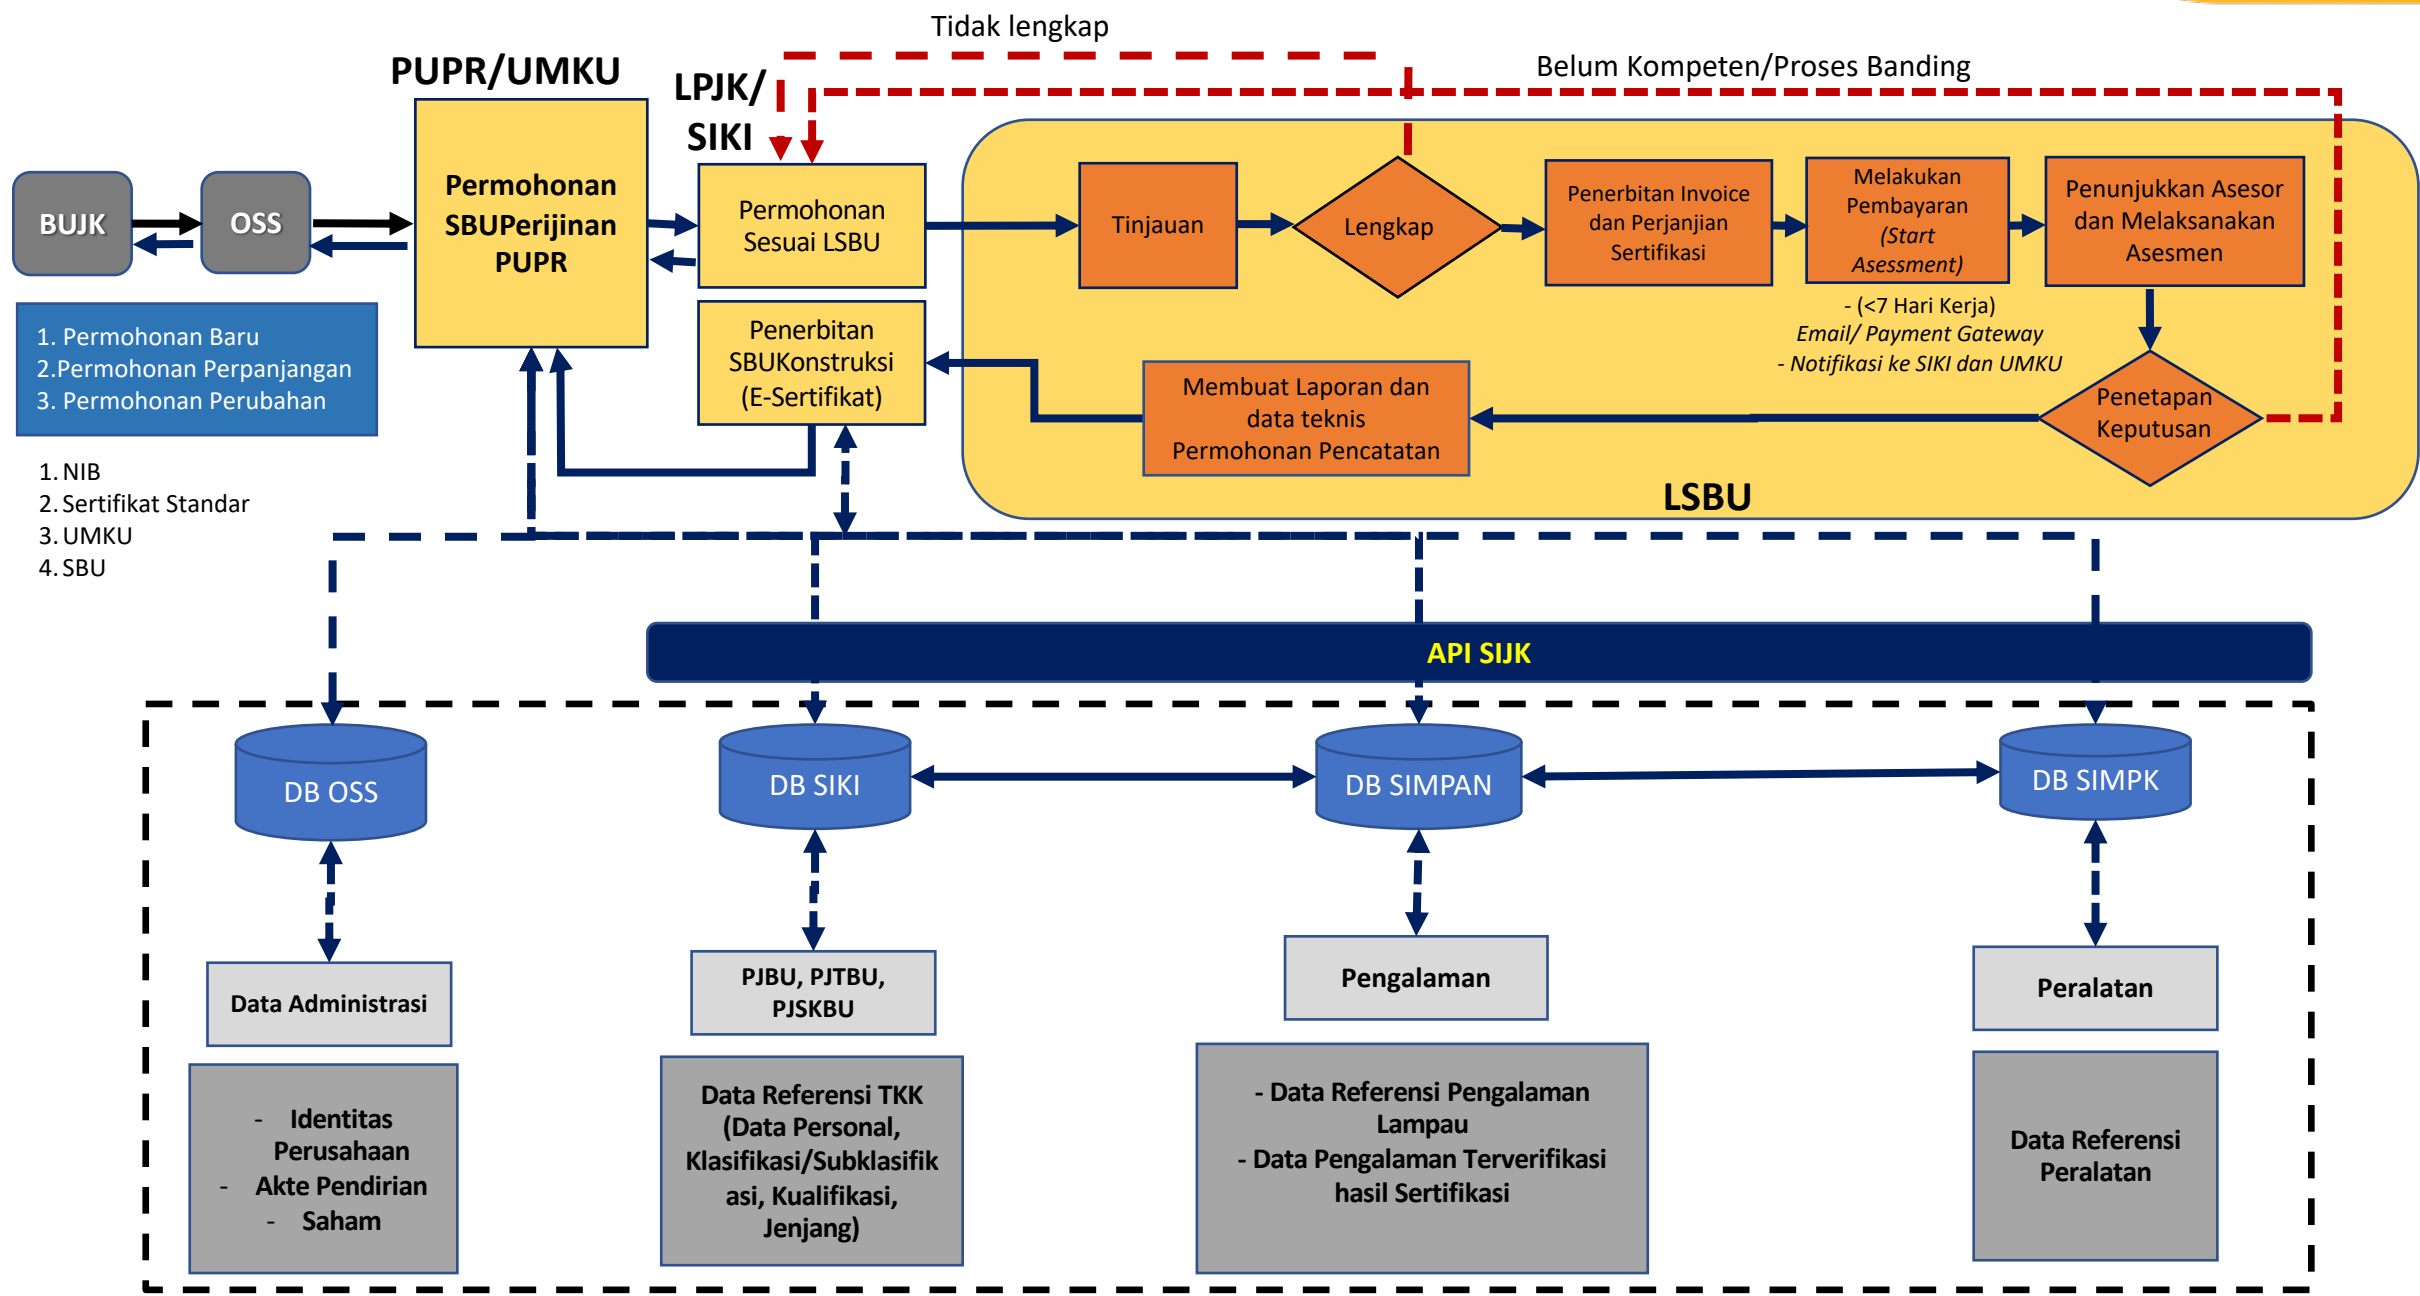 Tidak lengkap
Belum Kompeten/Proses Banding
PUPR/UMKU
LPJK/
SIKI
BUJK
OSS
Permohonan
SBUPerijinan
PUPR
Permohonan
Sesuai LSBU
Tinjauan
Lengkap
Penerbitan Invoice
dan Perjanjian
Sertifikasi
Melakukan
Pembayaran
(Start
Asessment)
Penunjukkan Asesor
dan Melaksanakan
Asesmen
- (<7 Hari Kerja)
Email/ Payment Gateway
- Notifikasi ke SIKI dan UMKU
1. Permohonan Baru
2.Permohonan Perpanjangan
3. Permohonan Perubahan
Penerbitan
SBUKonstruksi
(E-Sertifikat)
Membuat Laporan dan
data teknis
Permohonan Pencatatan
Penetapan
Keputusan
LSBU
1. NIB
2. Sertifikat Standar
3. UMKU
4. SBU
API SIJK
DB OSS
DB SIKI
DB SIMPAN
DB SIMPK
Data Administrasi
PJBU, PJTBU,
PJSKBU
Pengalaman
Peralatan
- Identitas
Perusahaan
- Akte Pendirian
- Saham
Data Referensi TKK
(Data Personal,
Klasifikasi/Subklasifik
asi, Kualifikasi,
Jenjang)
- Data Referensi Pengalaman
Lampau
- Data Pengalaman Terverifikasi
hasil Sertifikasi
Data Referensi
Peralatan